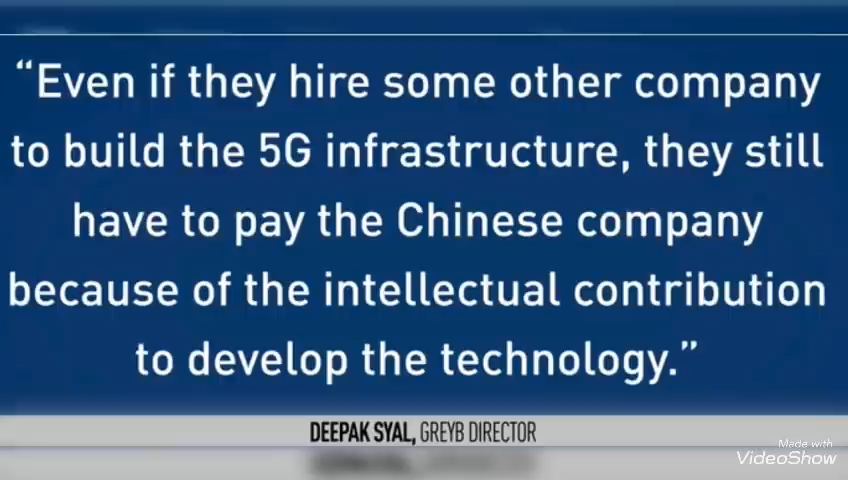 “Even if they hire some other company
to build the 5G infrastructure, they still
have to pay the Chinese company
because of the intellectual contribution
to develop the technology.”
DEEPAK SYAL, GREYB DIRECTOR
Made with
VideoShow